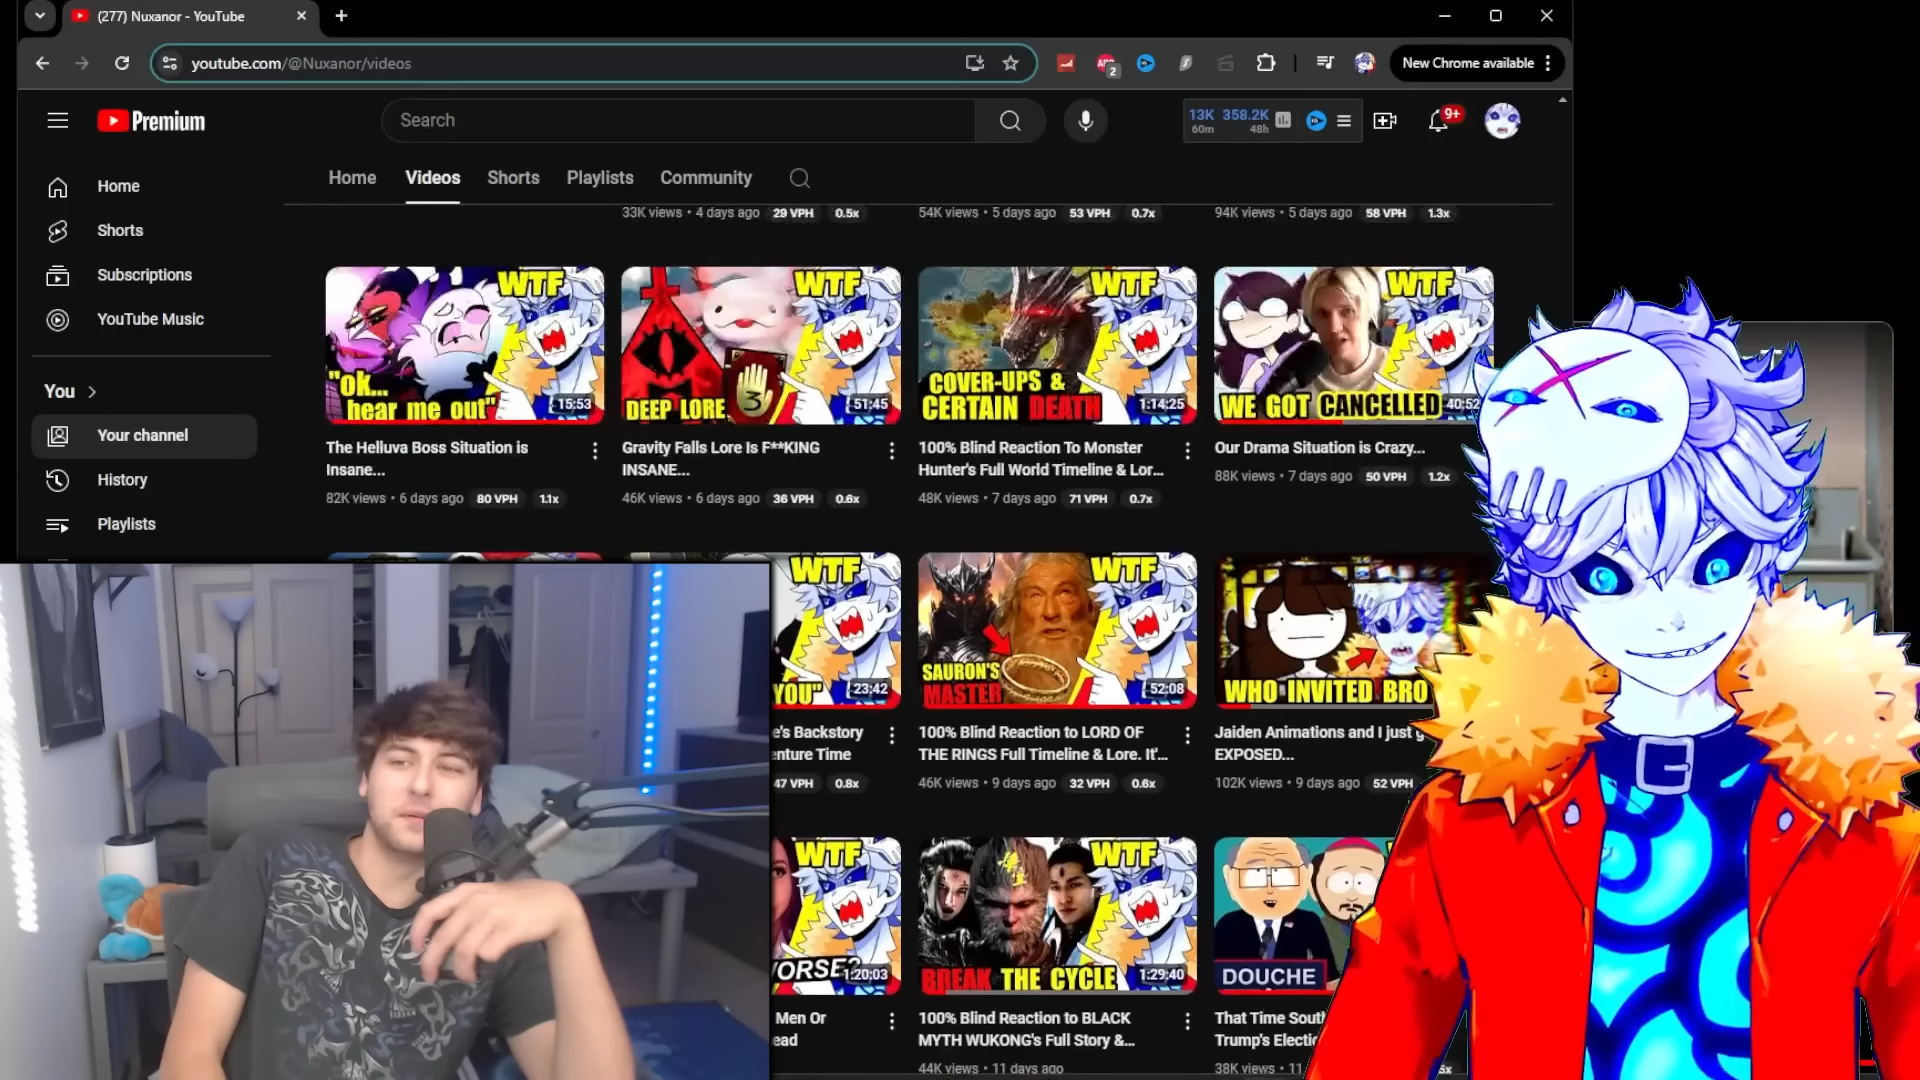 (277) Nuxanor - YouTube
youtube.com/@Nuxanor/videos
2
New Chrome available
Premium
Search
13K 358.2K
60m 48h
9+
Home
Videos
Shorts
Playlists
Community
Home
Shorts
Subscriptions
YouTube Music
You
Your channel
History
Playlists
33K views • 4 days ago 29 VPH 0.5x
54K views • 5 days ago 53 VPH 0.7x
94K views • 5 days ago 58 VPH 1.3x
WTF
"ok...
hear me out"
15:53
The Helluva Boss Situation is
Insane...
82K views • 6 days ago 80 VPH 1.1x
WTF
3
DEEP LORE
51:45
Gravity Falls Lore Is F**KING
INSANE...
46K views • 6 days ago 36 VPH 0.6x
WTF
COVER-UPS &
CERTAIN DEATH
1:14:25
100% Blind Reaction To Monster
Hunter's Full World Timeline & Lor...
48K views • 7 days ago 71 VPH 0.7x
WTF
WE GOT CANCELLED
40:52
Our Drama Situation is Crazy...
88K views • 7 days ago 50 VPH 1.2x
WTF
YOU"
23:42
e's Backstory
enture Time
47 VPH 0.8x
WTF
SAURON'S
MASTER
52:08
100% Blind Reaction to LORD OF
THE RINGS Full Timeline & Lore. It'...
46K views • 9 days ago 32 VPH 0.6x
WHO INVITED BRO
Jaiden Animations and I just g
EXPOSED...
102K views • 9 days ago 52 VPH
WTF
WORSE?
1:20:03
Men Or
ead
WTF
BREAK THE CYCLE
1:29:40
100% Blind Reaction to BLACK
MYTH WUKONG's Full Story &...
44K views • 11 days ago
DOUCHE
That Time South
Trump's Electi
38K views • 11